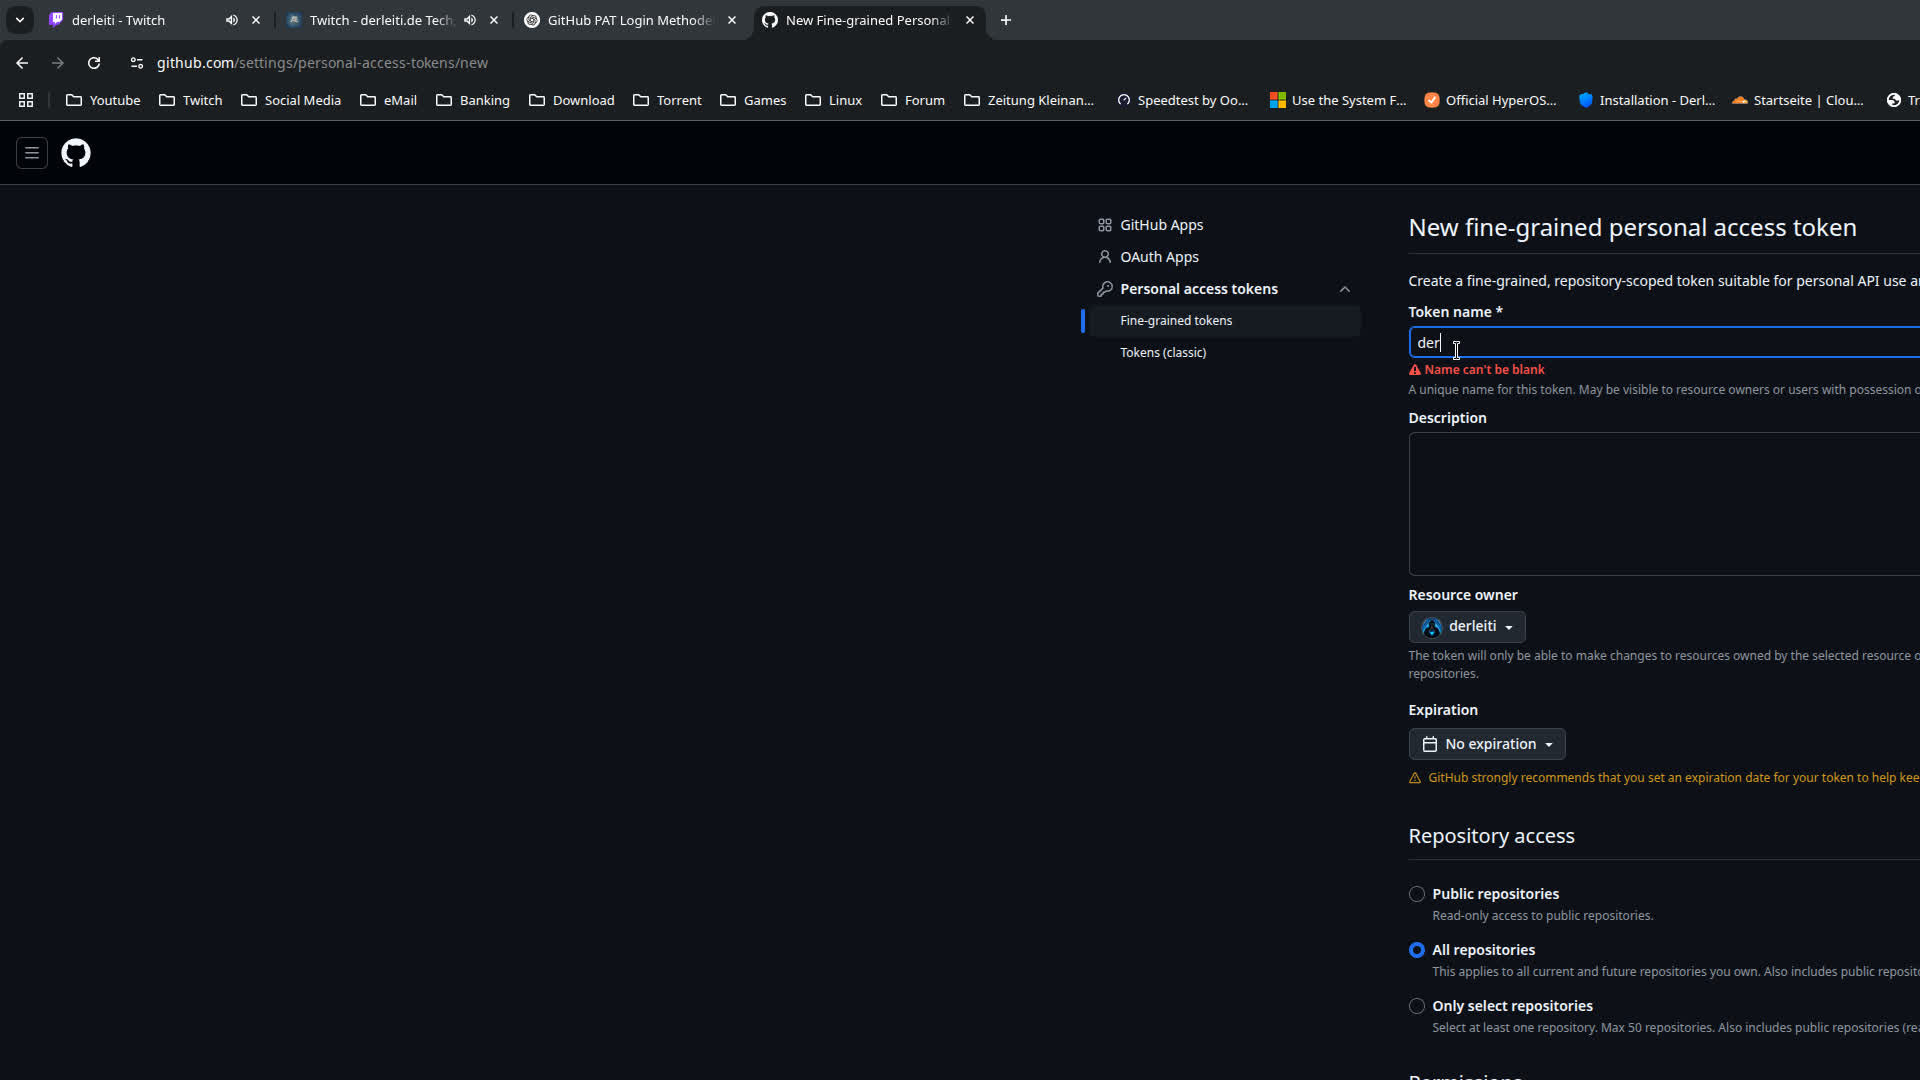 derleiti - Twitch
Twitch - derleiti.de Tech
GitHub PAT Login Methode
New Fine-grained Personal
github.com/settings/personal-access-tokens/new
Youtube Twitch Social Media eMail Banking Download Torrent Games Linux Forum Zeitung Kleinan... Speedtest by Oo... Use the System F... Official HyperOS... Installation - Derl... Startseite | Clou... Tr
GitHub Apps
OAuth Apps
Personal access tokens
Fine-grained tokens
Tokens (classic)
New fine-grained personal access token
Create a fine-grained, repository-scoped token suitable for personal API use a
Token name *
der
Name can't be blank
A unique name for this token. May be visible to resource owners or users with possession o
Description
Resource owner
derleiti
The token will only be able to make changes to resources owned by the selected resource o
repositories.
Expiration
No expiration
GitHub strongly recommends that you set an expiration date for your token to help kee
Repository access
Public repositories
Read-only access to public repositories.
All repositories
This applies to all current and future repositories you own. Also includes public reposito
Only select repositories
Select at least one repository. Max 50 repositories. Also includes public repositories (rea
Permissions